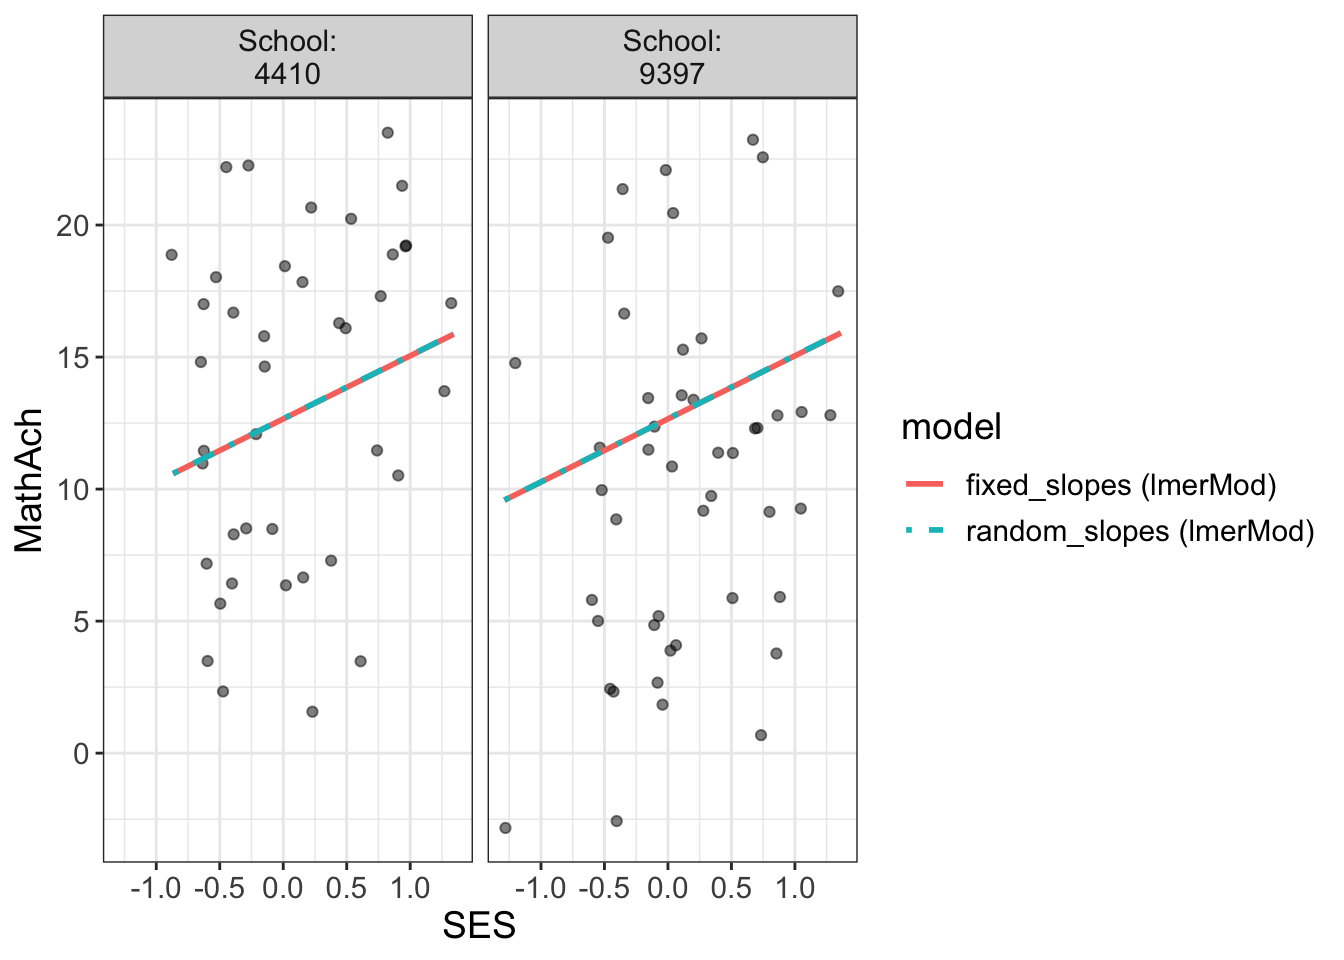 School:
4410
School:
9397
MathAch
20
15
10
5
0
-1.0 -0.5 0.0 0.5 1.0
-1.0 -0.5 0.0 0.5 1.0
SES
model
fixed_slopes (lmerMod)
random_slopes (lmerMod)